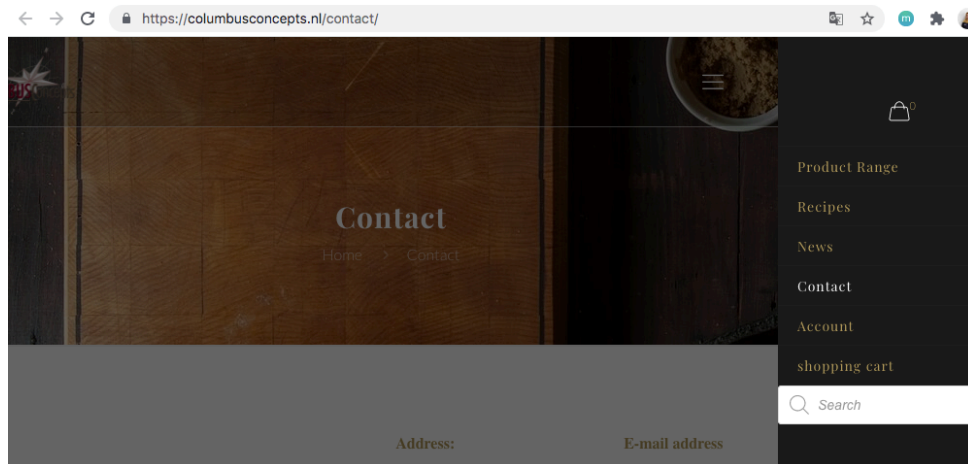 https://columbusconcepts.nl/contact/
0
Product Range
Recipes
News
Contact
Account
shopping cart
Search
Contact
Home > Contact
Address:
E-mail address